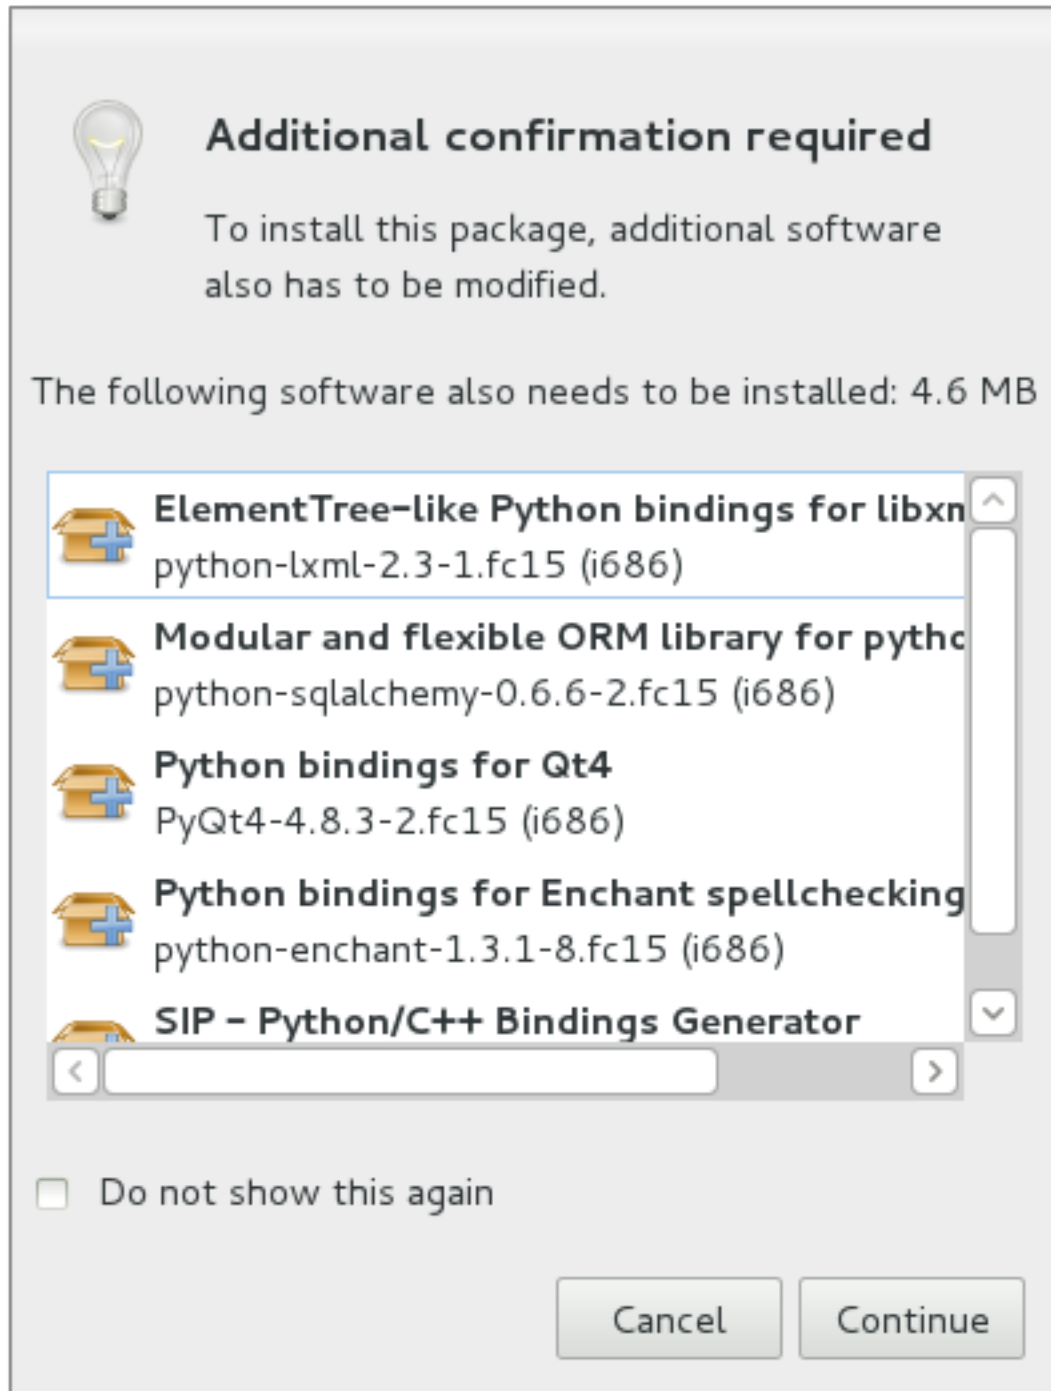 Additional confirmation required
To install this package, additional software
also has to be modified.
The following software also needs to be installed: 4.6 MB
ElementTree-like Python bindings for
python-lxml-2.3-1.fc15 (i686)
Modular and flexible ORM library for
python-sqlalchemy-0.6.6-2.fc15 (i686)
Python bindings for Qt4
PyQt4-4.8.3-2.fc15 (i686)
Python bindings for Enchant spellchecking
python-enchant-1.3.1-8.fc15 (i686)
SIP - Python/C++ Bindings Generator
Do not show this again
Cancel
Continue